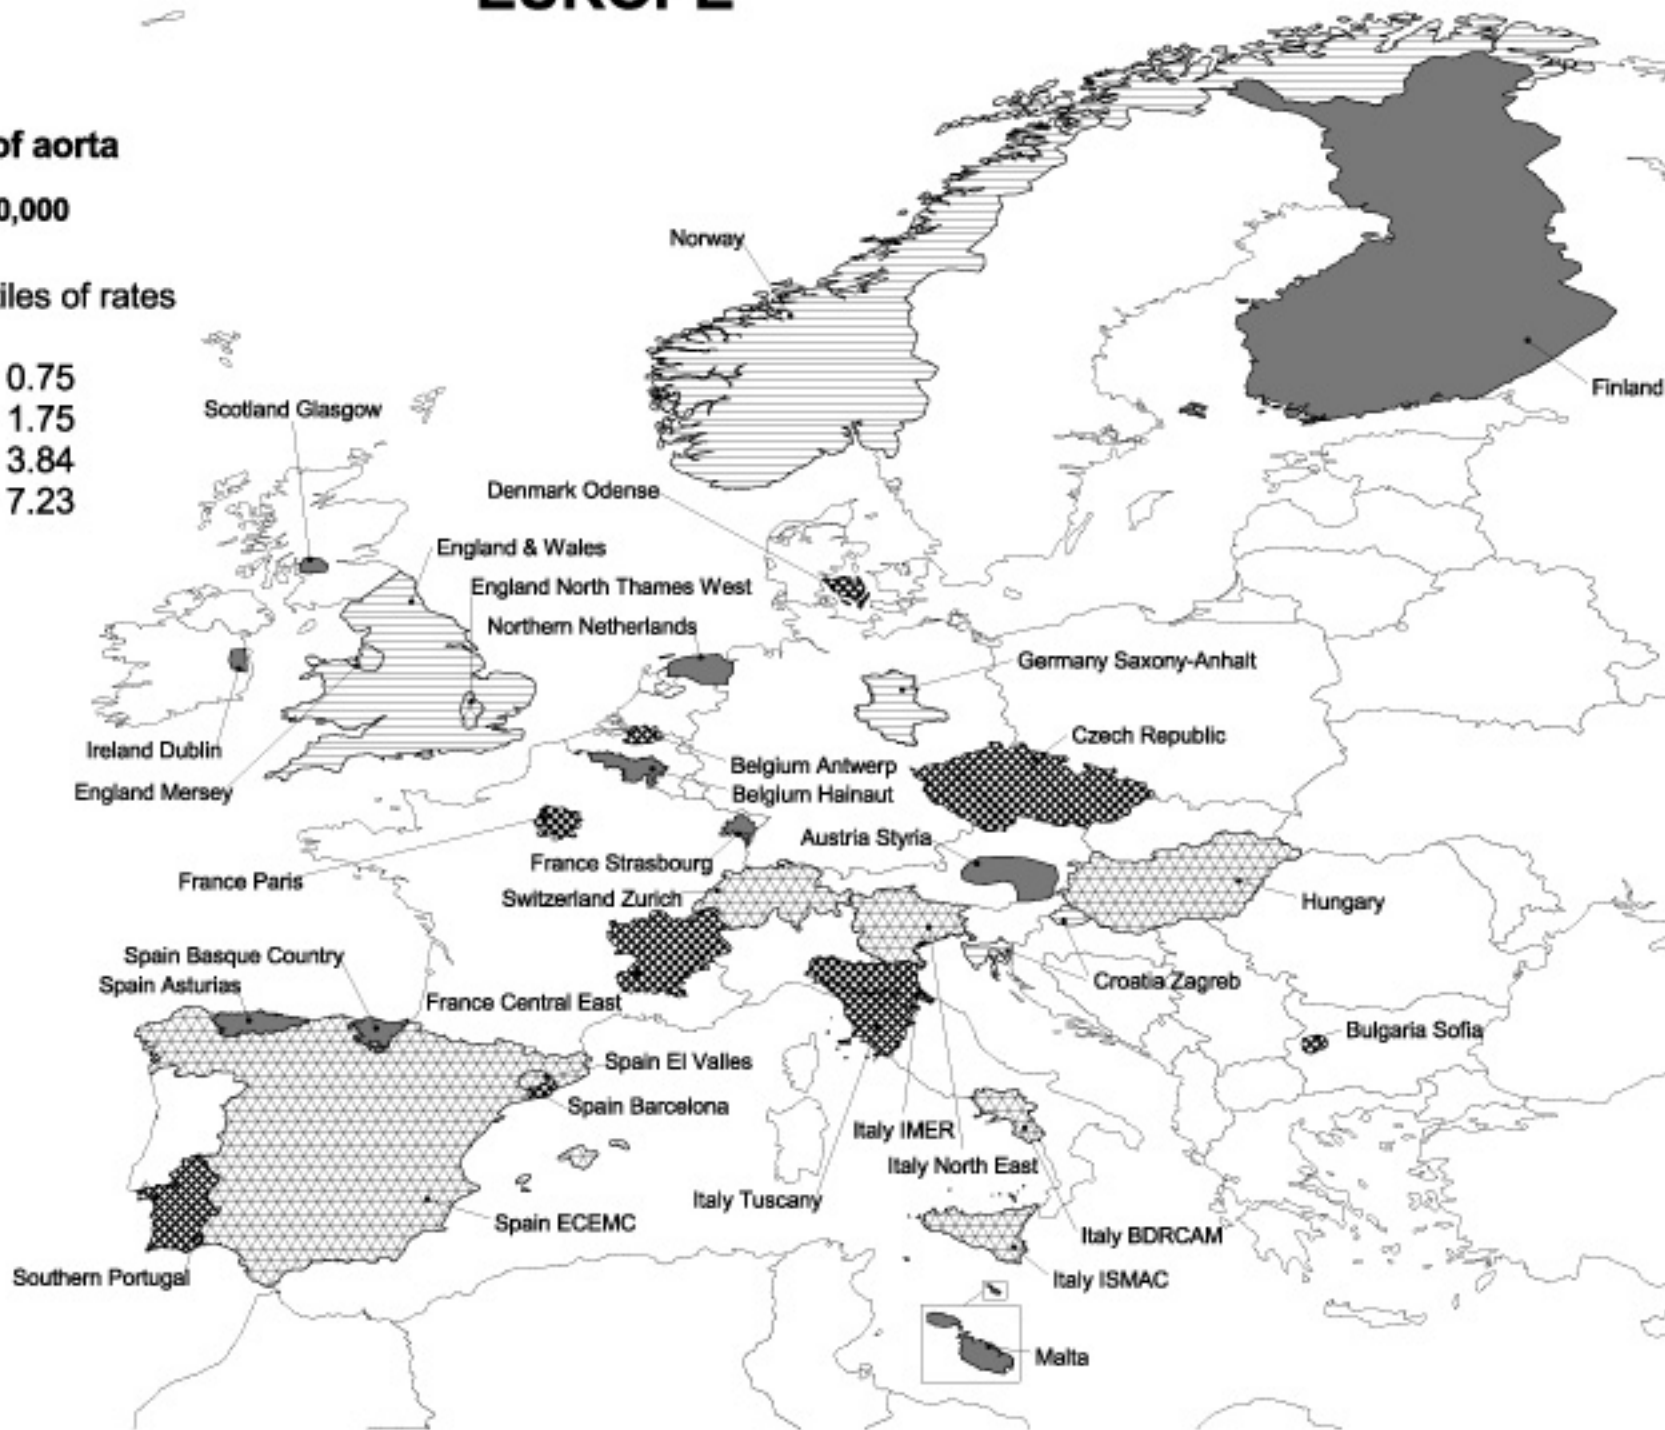 EUROPE
of aorta
0,000
tiles of rates
0.75
1.75
3.84
7.23
Norway
Finland
Scotland Glasgow
Denmark Odense
England & Wales
England North Thames West
Northern Netherlands
Germany Saxony-Anhalt
Ireland Dublin
England Mersey
Czech Republic
Belgium Antwerp
Belgium Hainaut
Austria Styria
France Strasbourg
France Paris
Switzerland Zurich
Hungary
Spain Basque Country
Spain Asturias
France Central East
Croatia Zagreb
Bulgaria Sofia
Spain El Valles
Spain Barcelona
Italy IMER
Italy North East
Italy Tuscany
Spain ECEMC
Italy BDRCAM
Southern Portugal
Italy ISMAC
Malta